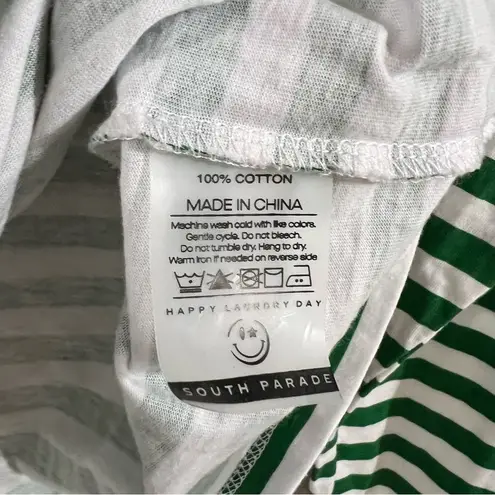 100% COTTON
MADE IN CHINA
Machine wash cold with like colors.
Gentle cycle. Do not bleach.
Do not tumble dry. Hang to dry.
Warm Iron if needed on reverse side
HAPPY LAUNDRY DAY
SOUTH PARADE